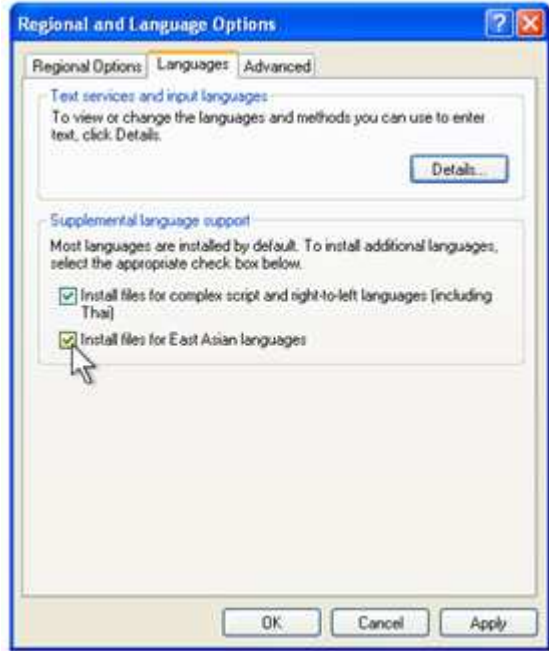 Regional and Language Options
Regional Options Languages Advanced
Text services and input languages
To view or change the languages and methods you can use to enter
text, click Details.
Details...
Supplemental language support
Most languages are installed by default. To install additional languages,
select the appropriate check box below.
Install files for complex script and right-to-left languages (including
Thai)
Install files for East Asian languages
OK Cancel Apply